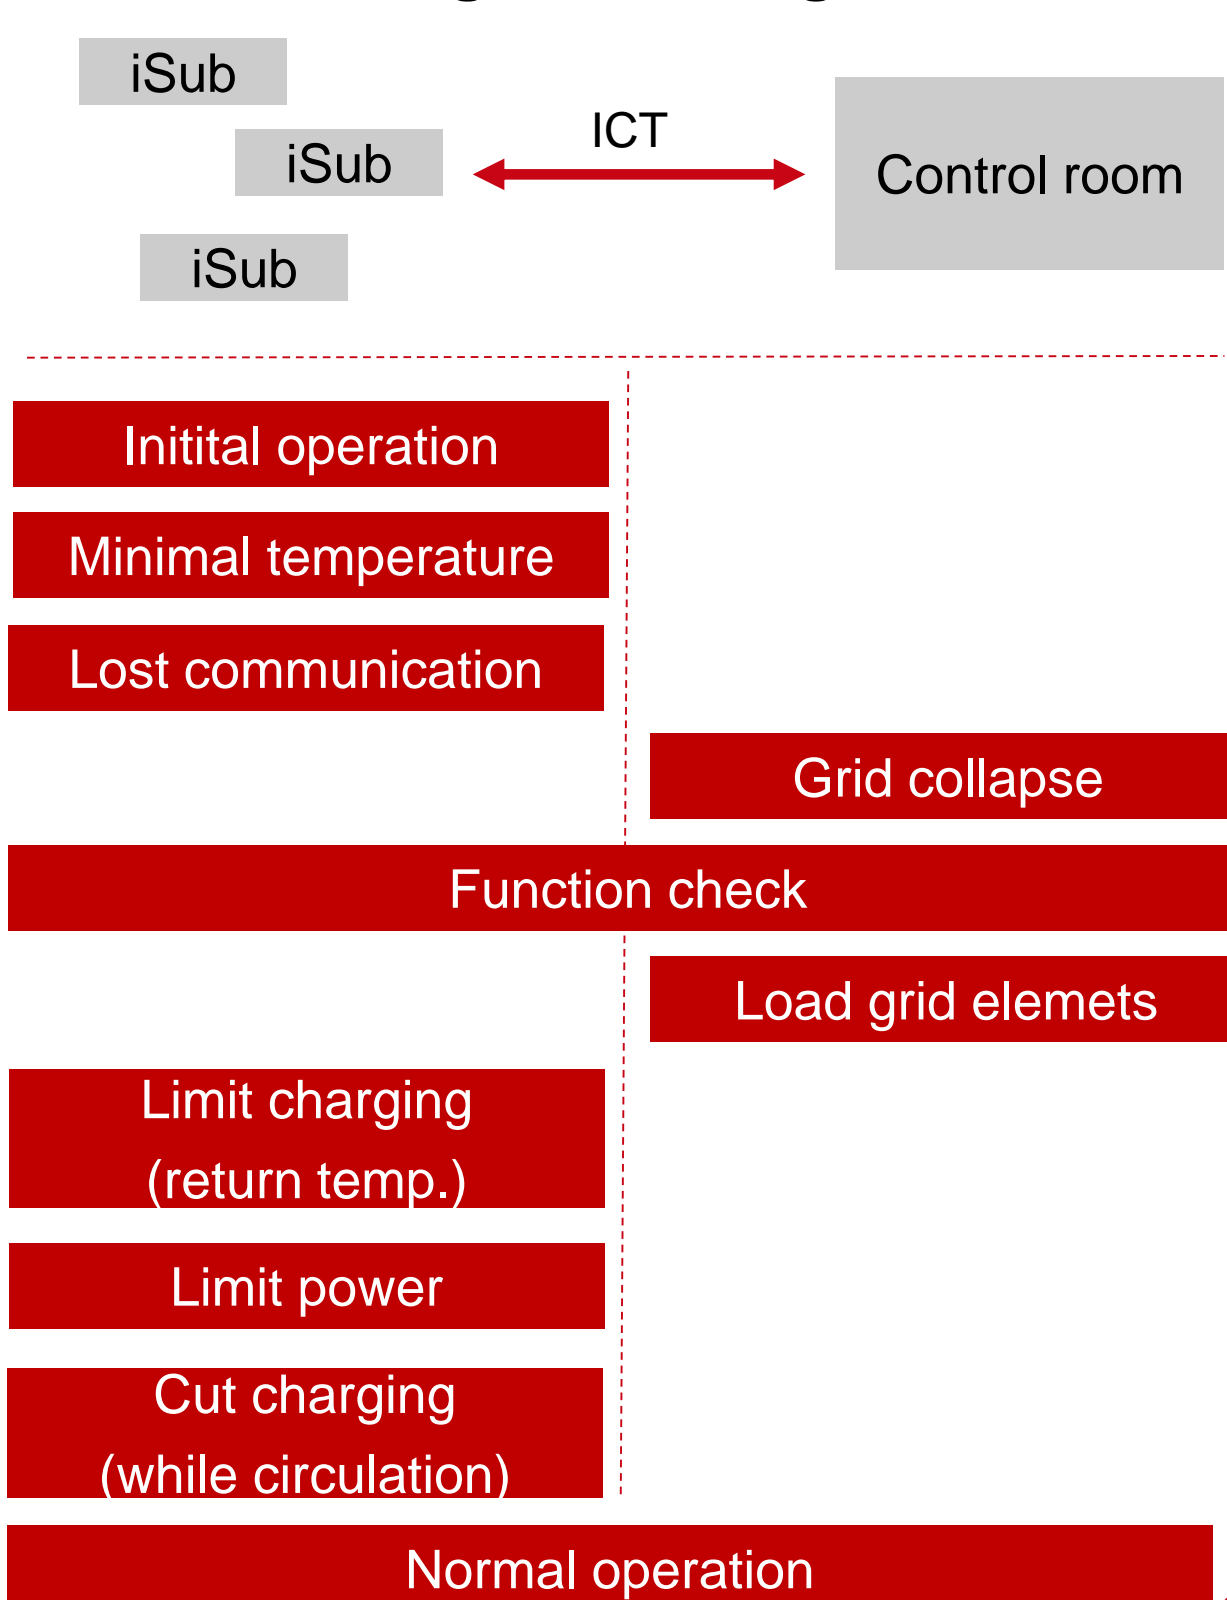 iSub
iSub
iSub
ICT
Control room
Initital operation
Minimal temperature
Lost communication
Grid collapse
Function check
Load grid elemets
Limit charging
(return temp.)
Limit power
Cut charging
(while circulation)
Normal operation